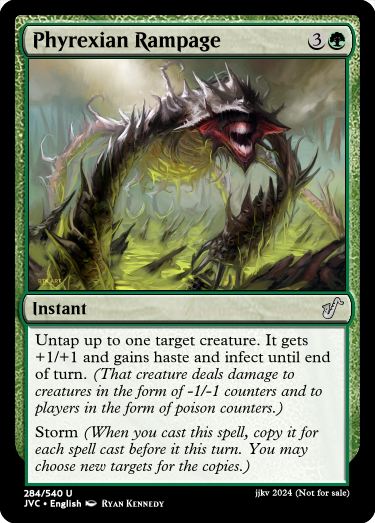 Phyrexian Rampage 3
Instant
Untap up to one target creature. It gets
+1/+1 and gains haste and infect until end
of turn. (That creature deals damage to
creatures in the form of -1/-1 counters and to
players in the form of poison counters.)
Storm (When you cast this spell, copy it for
each spell cast before it this turn. You may
choose new targets for the copies.)
284/540 U jjkv 2024 (Not for sale)
JVC • English Ryan Kennedy